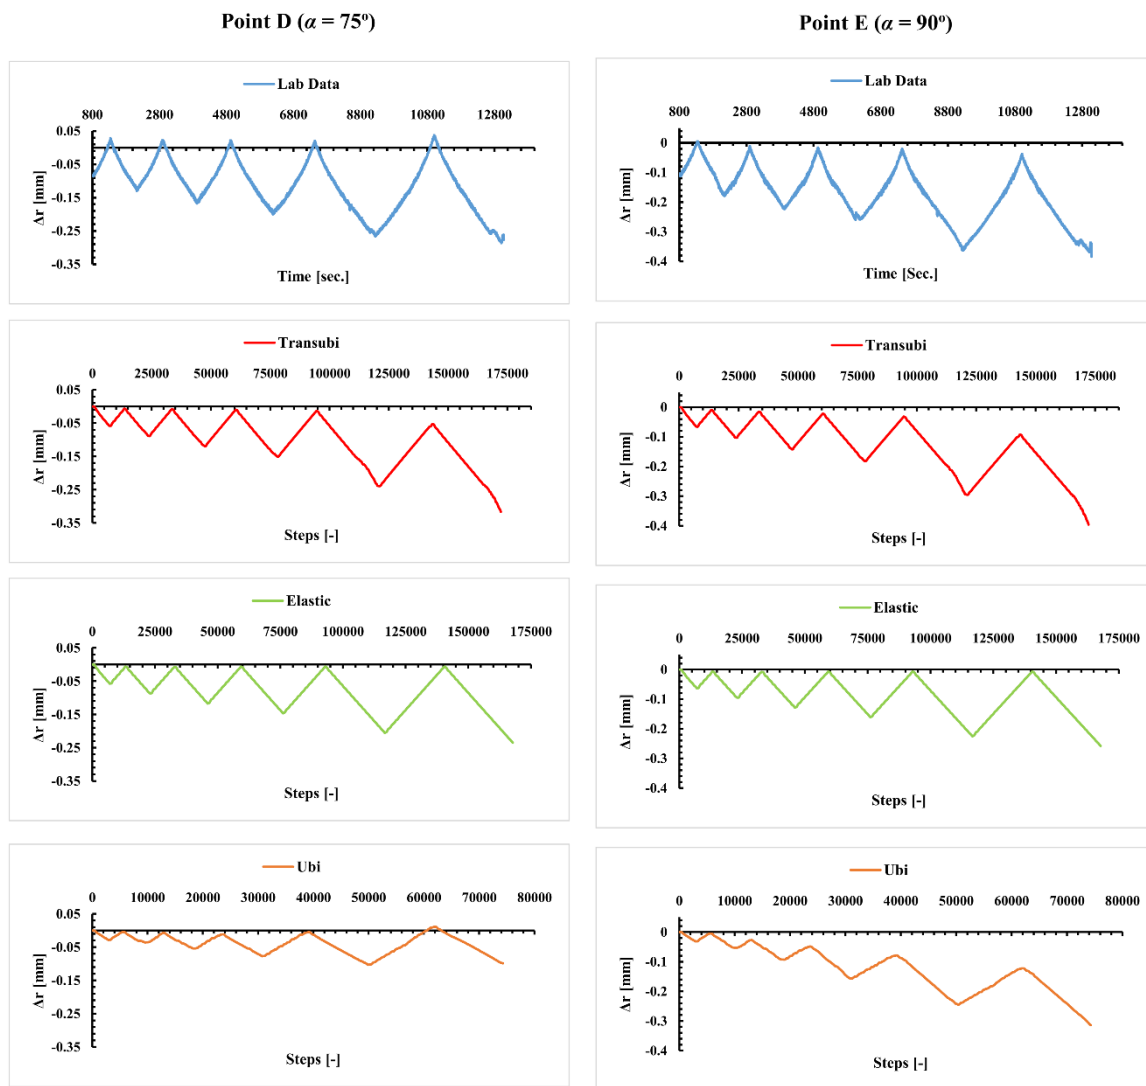 Point D (α = 75º)
Point E (α = 90º)
Lab Data
800 2800 4800 6800 8800 10800 12800
0.05
-0.05
-0.15
-0.25
-0.35
Δr [mm]
Time [sec.]
Lab Data
800 2800 4800 6800 8800 10800 12800
0
-0.1
-0.2
-0.3
-0.4
Δr [mm]
Time [Sec.]
Transubi
0 25000 50000 75000 100000 125000 150000 175000
0.05
-0.05
-0.15
-0.25
-0.35
Δr [mm]
Steps [-]
Transubi
0 25000 50000 75000 100000 125000 150000 175000
0
-0.1
-0.2
-0.3
-0.4
Δr [mm]
Steps [-]
Elastic
0 25000 50000 75000 100000 125000 150000 175000
0.05
-0.05
-0.15
-0.25
-0.35
Δr [mm]
Steps [-]
Elastic
0 25000 50000 75000 100000 125000 150000 175000
0
-0.1
-0.2
-0.3
-0.4
Δr [mm]
Steps [-]
Ubi
0 10000 20000 30000 40000 50000 60000 70000 80000
0.05
-0.05
-0.15
-0.25
-0.35
Δr [mm]
Steps [-]
Ubi
0 10000 20000 30000 40000 50000 60000 70000 80000
0
-0.1
-0.2
-0.3
-0.4
Δr [mm]
Steps [-]